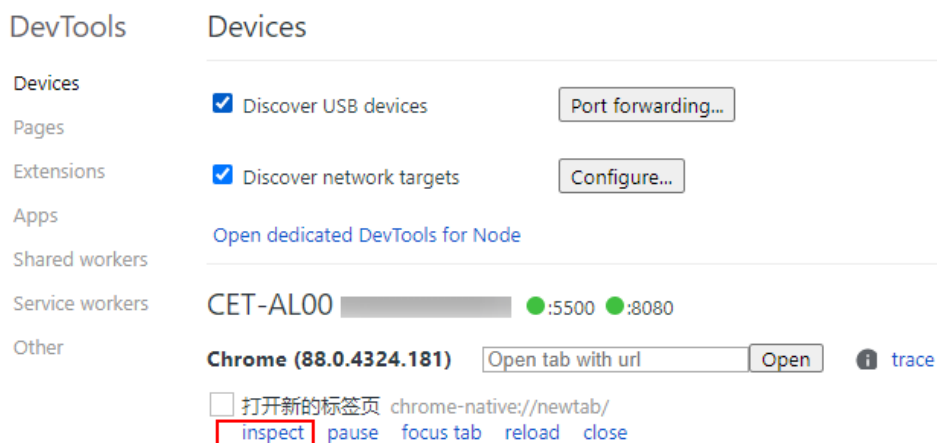 DevTools
Devices
Pages
Extensions
Apps
Shared workers
Service workers
Other
Devices
Discover USB devices Port forwarding...
Discover network targets Configure...
Open dedicated DevTools for Node
CET-AL00 :5500 :8080
Chrome (88.0.4324.181) Open tab with url Open i trace
打开新的标签页 chrome-native://newtab/
inspect pause focus tab reload close